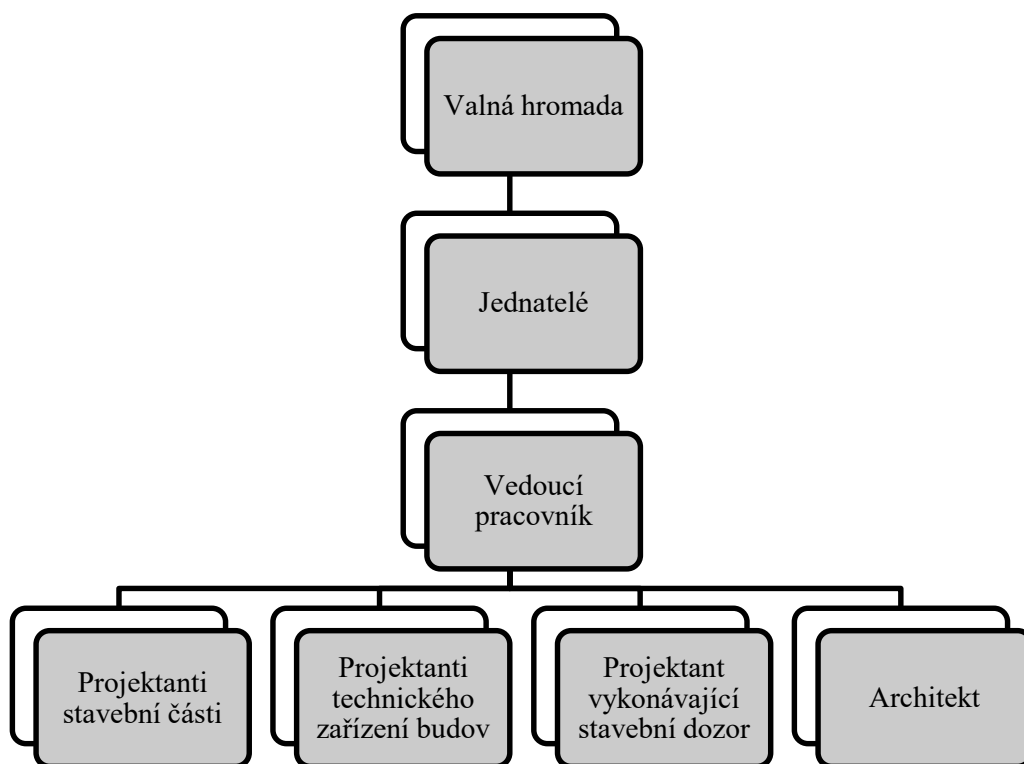 Valná hromada
Jednatelé
Vedoucí
pracovník
Projektanti
stavební části
Projektanti
technického
zařízení budov
Projektant
vykonávající
stavební dozor
Architekt